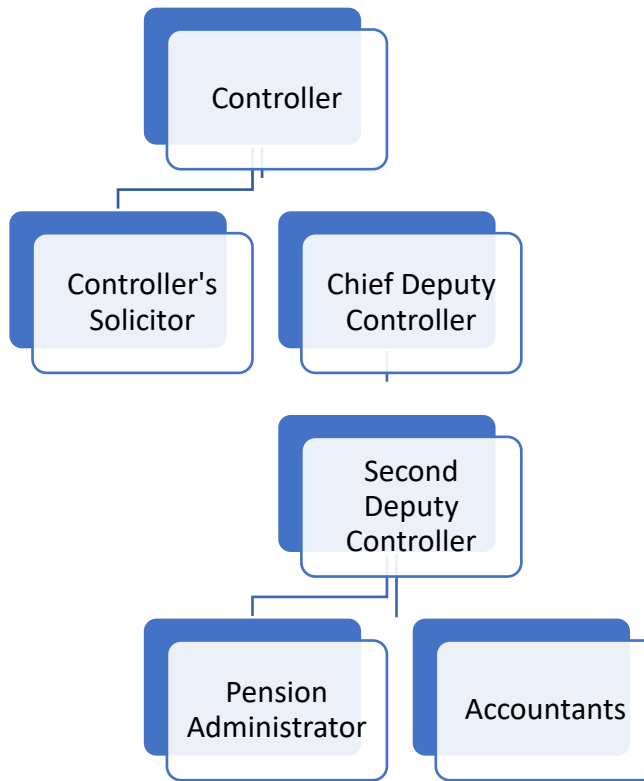 Controller
Controller's
Solicitor
Chief Deputy
Controller
Second
Deputy
Controller
Pension
Administrator
Accountants